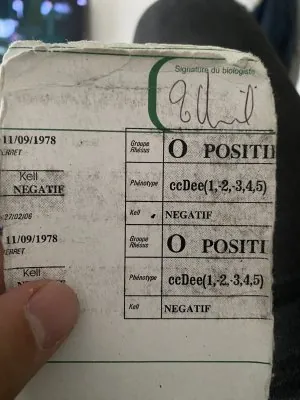 Signature du biologiste
11/09/1978
Groupe Rhésus O POSITI
Kell
NEGATIF
Phénotype ccDee(1,-2,-3,4,5)
27/02/06
Kell NEGATIF
11/09/1978
Groupe Rhésus O POSITI
Kell
Phénotype ccDee(1,-2,-3,4,5)
NEGATIF
Kell NEGATIF